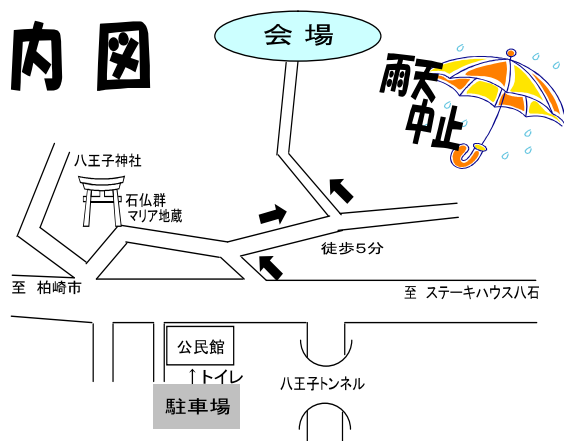 内図
会場
雨天
中止
八王子神社
石仏群
マリア地蔵
徒歩5分
至 柏崎市
至 ステーキハウス八石
公民館
↑トイレ
八王子トンネル
駐車場